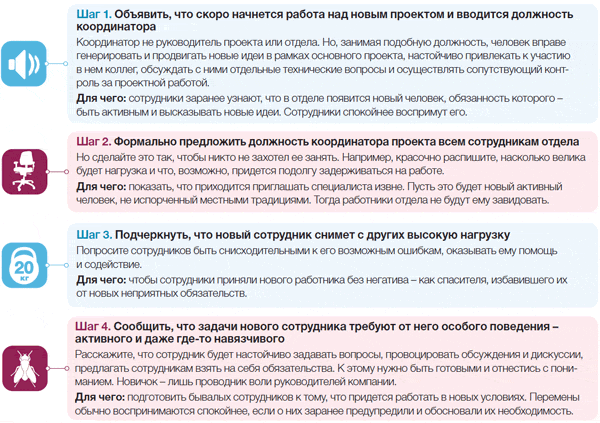 Шаг 1. Объявить, что скоро начнется работа над новым проектом и вводится должность
координатора
Координатор не руководитель проекта или отдела. Но, занимая подобную должность, человек вправе
генерировать и продвигать новые идеи в рамках основного проекта, настойчиво привлекать к участию
в нем коллег, обсуждать с ними отдельные технические вопросы и осуществлять сопутствующий конт-
роль за проектной работой.
Для чего: сотрудники заранее узнают, что в отделе появится новый человек, обязанность которого –
быть активным и высказывать новые идеи. Сотрудники спокойнее воспримут его.
Шаг 2. Формально предложить должность координатора проекта всем сотрудникам отдела
Но сделайте это так, чтобы никто не захотел ее занять. Например, красочно распишите, насколько велика
будет нагрузка и что, возможно, придется подолгу задерживаться на работе.
Для чего: показать, что приходится приглашать специалиста извне. Пусть это будет новый активный
человек, не испорченный местными традициями. Тогда работники отдела не будут ему завидовать.
Шаг 3. Подчеркнуть, что новый сотрудник снимет с других высокую нагрузку
Попросите сотрудников быть снисходительными к его возможным ошибкам, оказывать ему помощь
и содействие.
Для чего: чтобы сотрудники приняли нового работника без негатива – как спасителя, избавившего их
от новых неприятных обязательств.
20
кг
Шаг 4. Сообщить, что задачи нового сотрудника требуют от него особого поведения –
активного и даже где-то навязчивого
Расскажите, что сотрудник будет настойчиво задавать вопросы, провоцировать обсуждения и дискуссии,
предлагать сотрудникам взять на себя обязательства. К этому нужно быть готовыми и отнестись с пони-
манием. Новичок – лишь проводник воли руководителей компании.
Для чего: подготовить бывалых сотрудников к тому, что придется работать в новых условиях. Перемены
обычно воспринимаются спокойнее, если о них заранее предупредили и обосновали их необходимость.